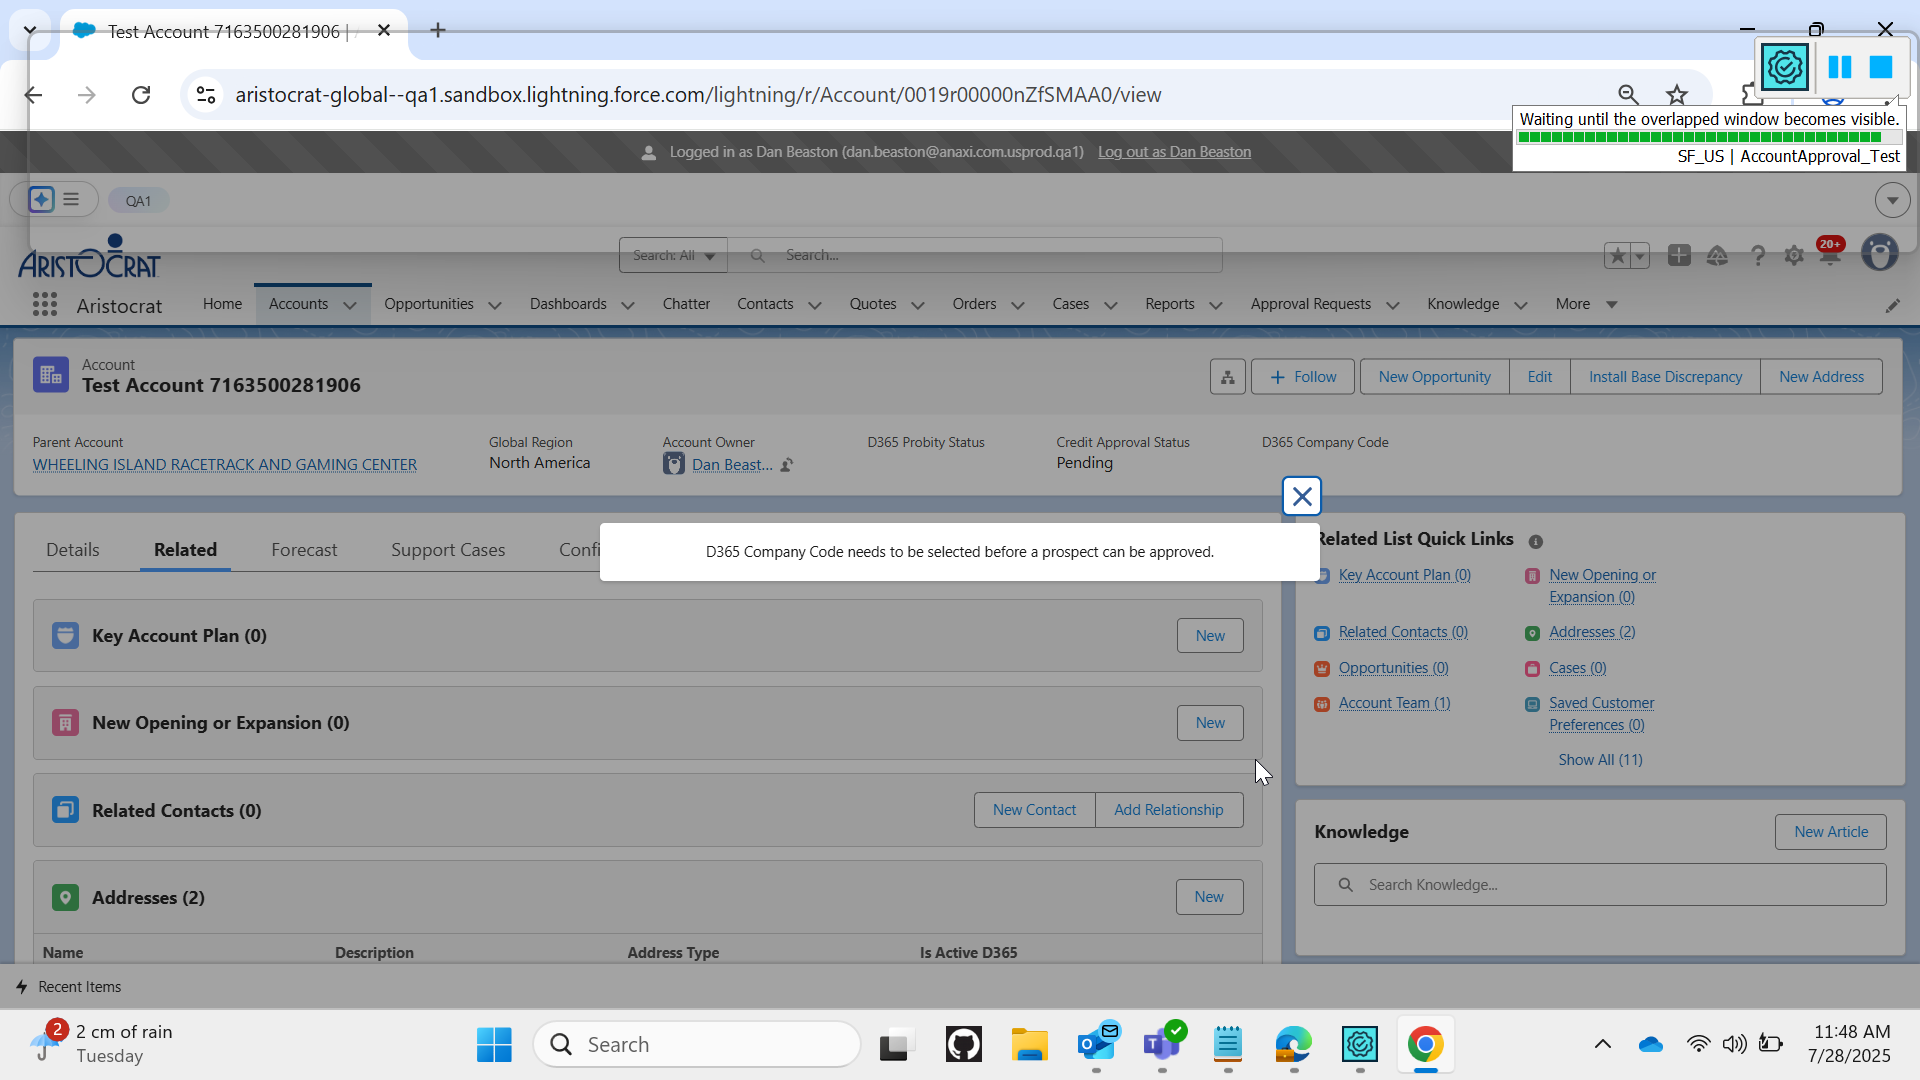 Test Account 7163500281906 |
aristocrat-global--qa1.sandbox.lightning.force.com/lightning/r/Account/0019r00000nZfSMAA0/view
Waiting until the overlapped window becomes visible.
SF_US | AccountApproval_Test
Logged in as Dan Beaston (dan.beaston@anaxi.com.usprod.qa1) Log out as Dan Beaston
QA1
ARISTOCRAT
Search: All
Search...
20+
Aristocrat
Home Accounts Opportunities Dashboards Chatter Contacts Quotes Orders Cases Reports Approval Requests Knowledge More
Account
Test Account 7163500281906
Follow New Opportunity Edit Install Base Discrepancy New Address
Parent Account Global Region Account Owner D365 Probity Status Credit Approval Status D365 Company Code
WHEELING ISLAND RACETRACK AND GAMING CENTER North America Dan Beast... Pending
Details Related Forecast Support Cases Confi
D365 Company Code needs to be selected before a prospect can be approved.
Related List Quick Links
Key Account Plan (0)
New Opening or
Expansion (0)
Related Contacts (0)
Addresses (2)
Opportunities (0)
Cases (0)
Account Team (1)
Saved Customer
Preferences (0)
Show All (11)
Key Account Plan (0) New
New Opening or Expansion (0) New
Related Contacts (0) New Contact Add Relationship
Addresses (2) New
Name Description Address Type Is Active D365
Knowledge New Article
Search Knowledge...
Recent Items
2
2 cm of rain
Tuesday
Search
11:48 AM
7/28/2025